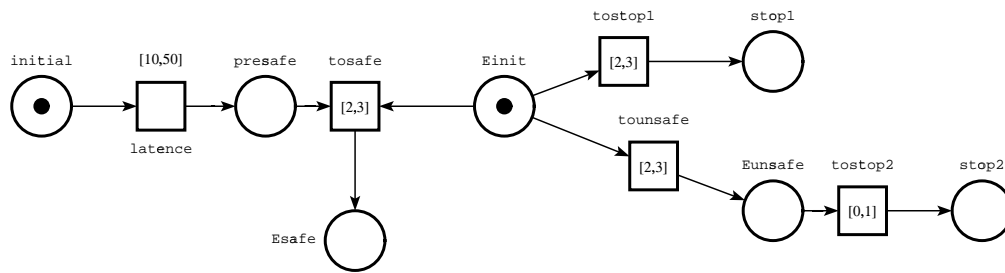 tostop1
stop1
initial
[10,50]
presafe
tosafe
Einit
[2,3]
[2,3]
latence
tounsafe
[2,3]
Eunsafe
tostop2
stop2
[0,1]
Esafe